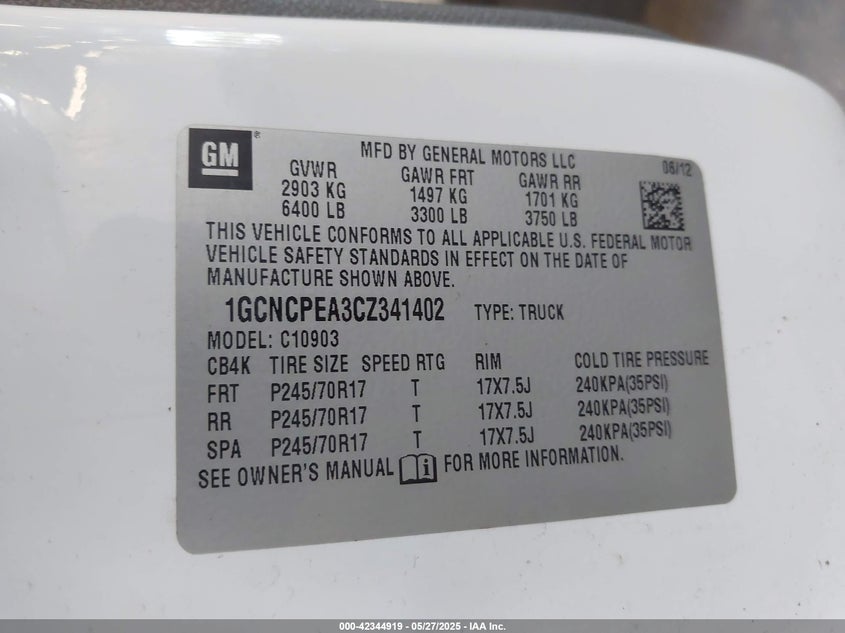 GM
MFD BY GENERAL MOTORS LLC 06/12
GVWR GAWR FRT GAWR RR
2903 KG 1497 KG 1701 KG
6400 LB 3300 LB 3750 LB
THIS VEHICLE CONFORMS TO ALL APPLICABLE U.S. FEDERAL MOTOR
VEHICLE SAFETY STANDARDS IN EFFECT ON THE DATE OF
MANUFACTURE SHOWN ABOVE.
1GCNCPEA3CZ341402 TYPE: TRUCK
MODEL: C10903
CB4K TIRE SIZE SPEED RTG RIM COLD TIRE PRESSURE
FRT P245/70R17 T 17X7.5J 240KPA(35PSI)
RR P245/70R17 T 17X7.5J 240KPA(35PSI)
SPA P245/70R17 T 17X7.5J 240KPA(35PSI)
SEE OWNER'S MANUAL i FOR MORE INFORMATION.
000-42344919 - 05/27/2025 - IAA Inc.